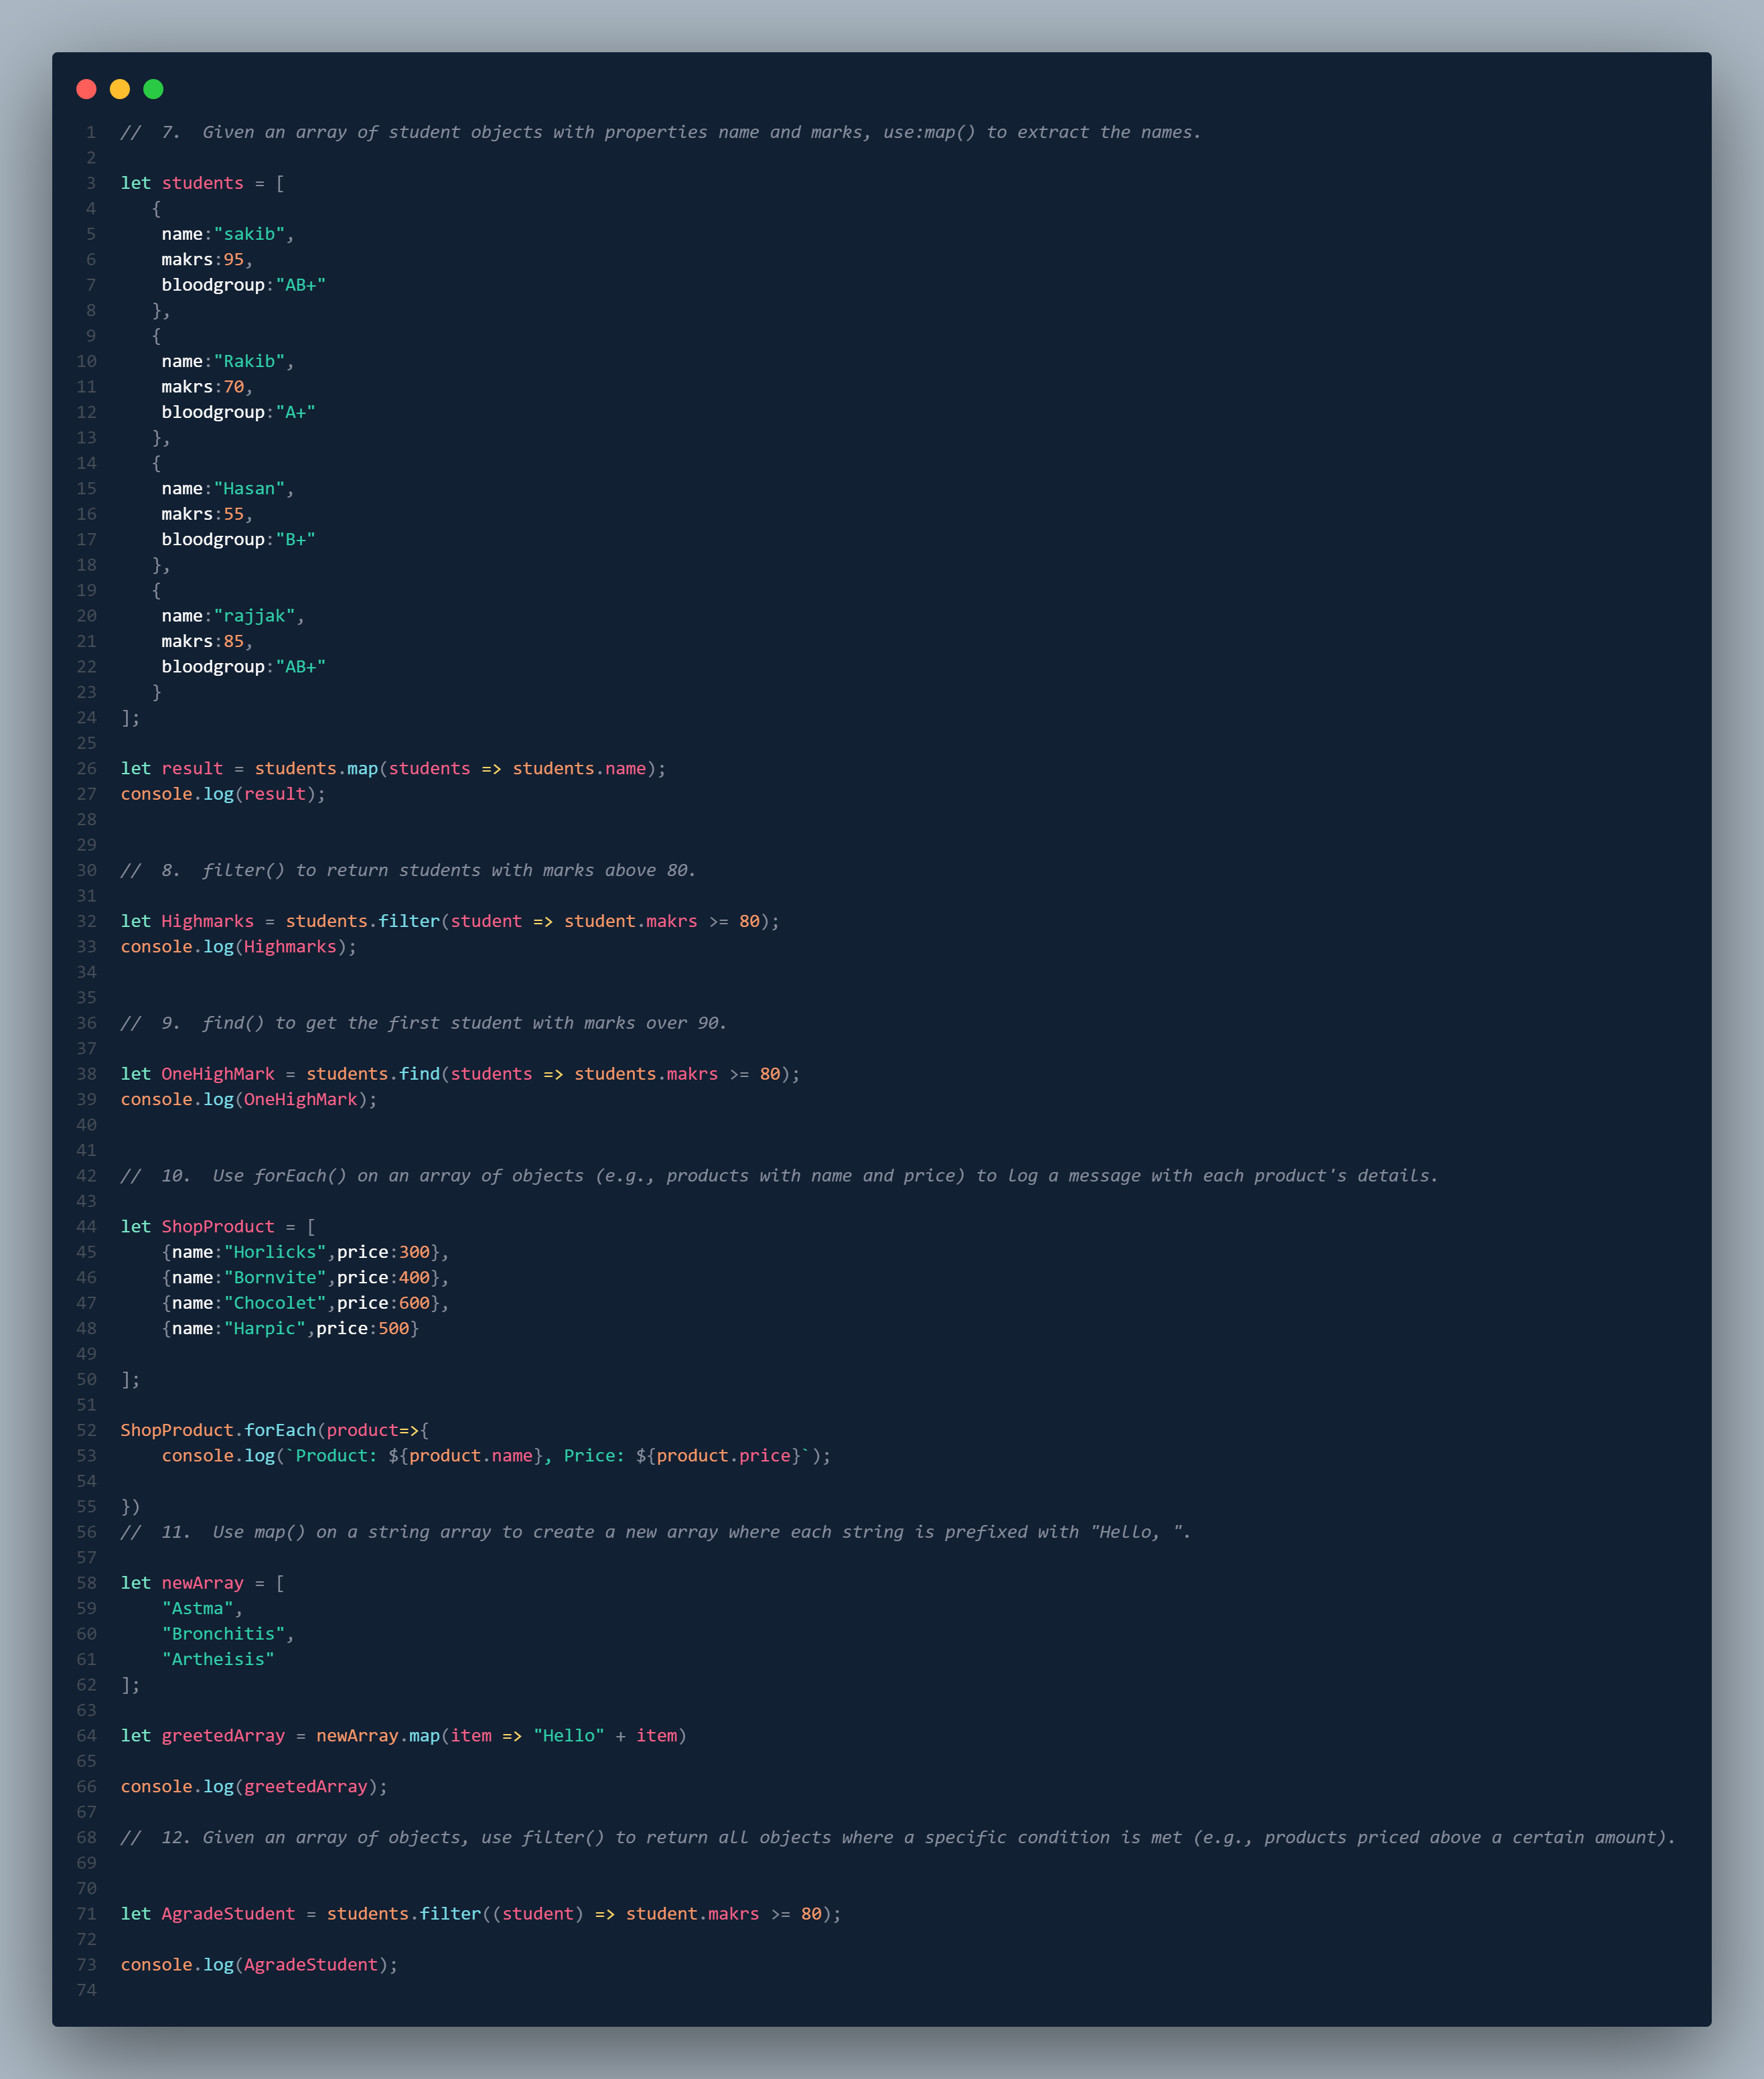 1 //  7.  Given an array of student objects with properties name and marks, use:map() to extract the names.
2
3 let students = [
4    {
5     name:"sakib",
6     makrs:95,
7     bloodgroup:"AB+"
8    },
9    {
10     name:"Rakib",
11     makrs:70,
12     bloodgroup:"A+"
13    },
14    {
15     name:"Hasan",
16     makrs:55,
17     bloodgroup:"B+"
18    },
19    {
20     name:"rajjak",
21     makrs:85,
22     bloodgroup:"AB+"
23    }
24 ];
25
26 let result = students.map(students => students.name);
27 console.log(result);
28
29
30 //  8.  filter() to return students with marks above 80.
31
32 let Highmarks = students.filter(student => student.makrs >= 80);
33 console.log(Highmarks);
34
35
36 //  9.  find() to get the first student with marks over 90.
37
38 let OneHighMark = students.find(students => students.makrs >= 80);
39 console.log(OneHighMark);
40
41
42 //  10.  Use forEach() on an array of objects (e.g., products with name and price) to log a message with each product's details.
43
44 let ShopProduct = [
45     {name:"Horlicks",price:300},
46     {name:"Bornvite",price:400},
47     {name:"Chocolet",price:600},
48     {name:"Harpic",price:500}
49
50 ];
51
52 ShopProduct.forEach(product=>{
53     console.log(`Product: ${product.name}, Price: ${product.price}`);
54
55 })
56 //  11.  Use map() on a string array to create a new array where each string is prefixed with "Hello, ".
57
58 let newArray = [
59     "Astma",
60     "Bronchitis",
61     "Artheisis"
62 ];
63
64 let greetedArray = newArray.map(item => "Hello" + item)
65
66 console.log(greetedArray);
67
68 //  12. Given an array of objects, use filter() to return all objects where a specific condition is met (e.g., products priced above a certain amount).
69
70
71 let AgradeStudent = students.filter((student) => student.makrs >= 80);
72
73 console.log(AgradeStudent);
74